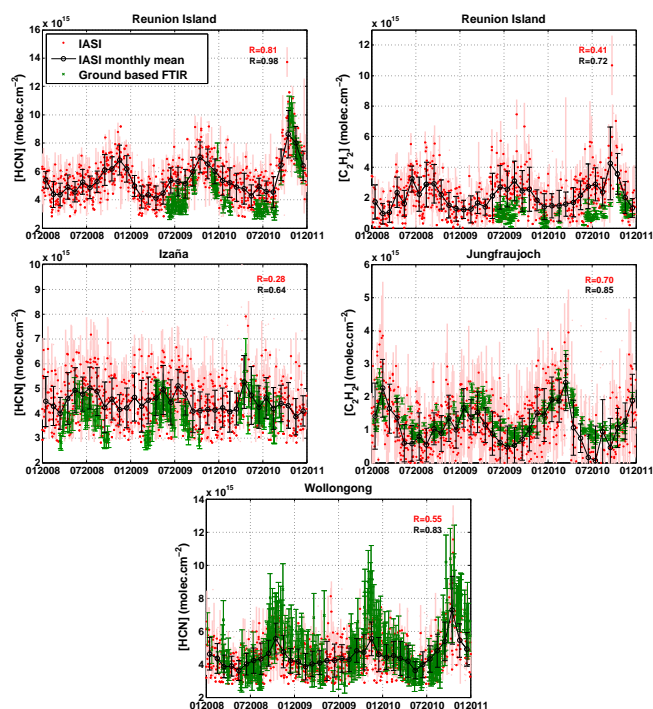 Reunion Island
x 10^15
16
14
12
10
8
6
4
2
[HCN] (molec.cm⁻²)
IASI
IASI monthly mean
Ground based FTIR
R=0.81
R=0.98
012008 072008 012009 072009 012010 072010 012011
Reunion Island
x 10^15
12
10
8
6
4
2
0
[C₂H₂] (molec.cm⁻²)
R=0.41
R=0.72
012008 072008 012009 072009 012010 072010 012011
Izaña
x 10^15
10
9
8
7
6
5
4
3
2
[HCN] (molec.cm⁻²)
R=0.28
R=0.64
012008 072008 012009 072009 012010 072010 012011
Jungfraujoch
x 10^15
6
5
4
3
2
1
0
[C₂H₂] (molec.cm⁻²)
R=0.70
R=0.85
012008 072008 012009 072009 012010 072010 012011
Wollongong
x 10^15
14
12
10
8
6
4
2
[HCN] (molec.cm⁻²)
R=0.55
R=0.83
012008 072008 012009 072009 012010 072010 012011